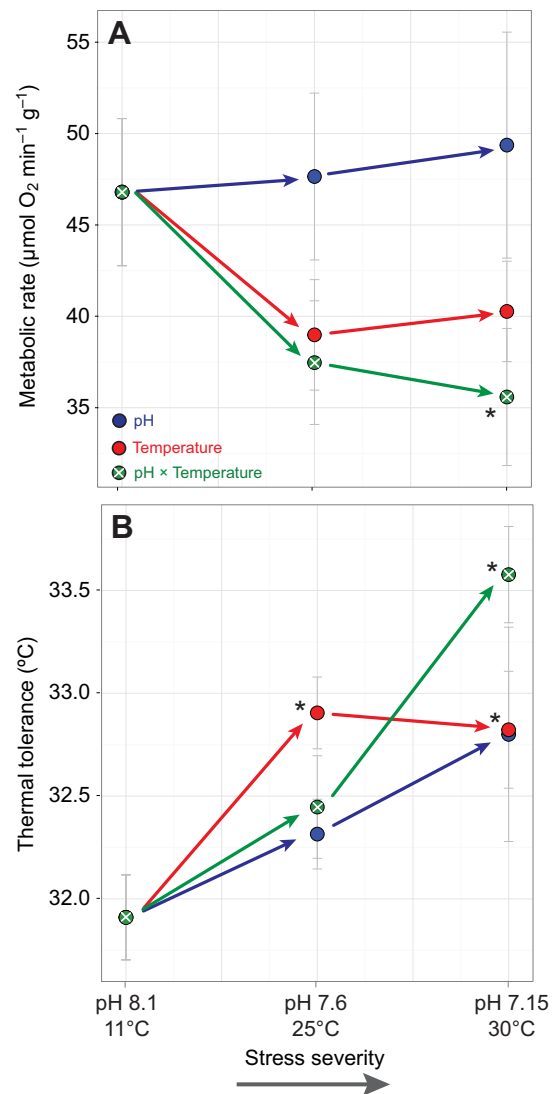 A
Metabolic rate (µmol O₂ min⁻¹ g⁻¹)
55
50
45
40
35
*
pH
Temperature
pH × Temperature
B
Thermal tolerance (ºC)
33.5
33.0
32.5
32.0
*
*
*
pH 8.1 pH 7.6 pH 7.15
11°C 25°C 30°C
Stress severity